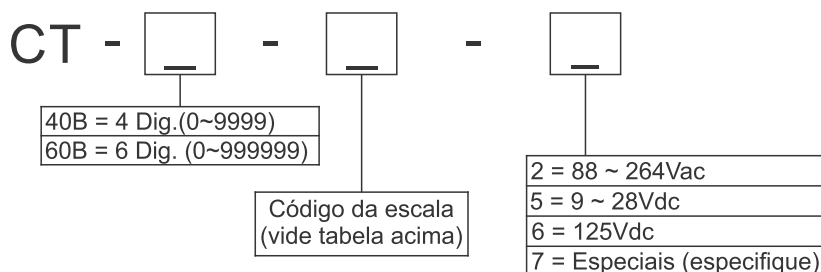 CT - _ - _ - _
40B = 4 Dig.(0~9999)
60B = 6 Dig. (0~999999)
Código da escala
(vide tabela acima)
2 = 88 ~ 264Vac
5 = 9 ~ 28Vdc
6 = 125Vdc
7 = Especiais (especifique)